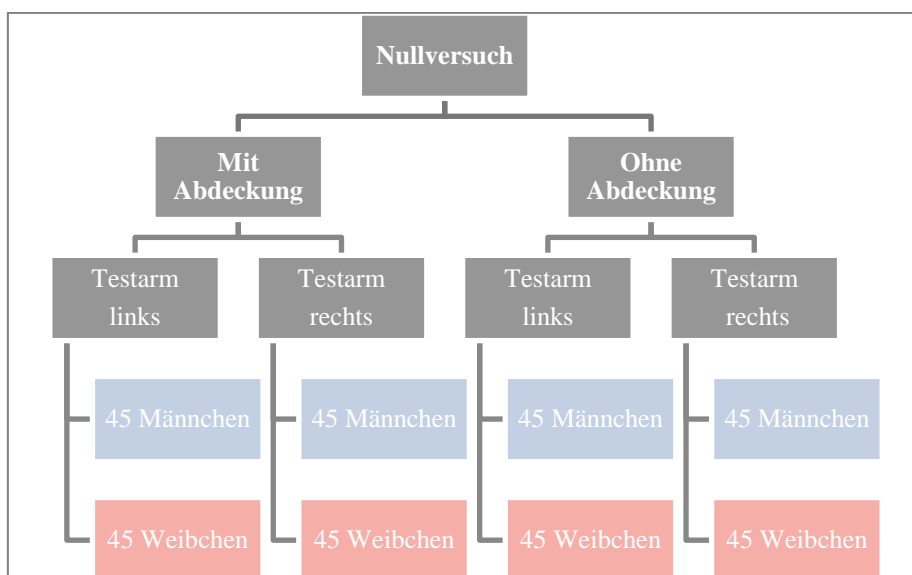 Nullversuch
Mit
Abdeckung
Ohne
Abdeckung
Testarm
links
Testarm
rechts
Testarm
links
Testarm
rechts
45 Männchen
45 Männchen
45 Männchen
45 Männchen
45 Weibchen
45 Weibchen
45 Weibchen
45 Weibchen